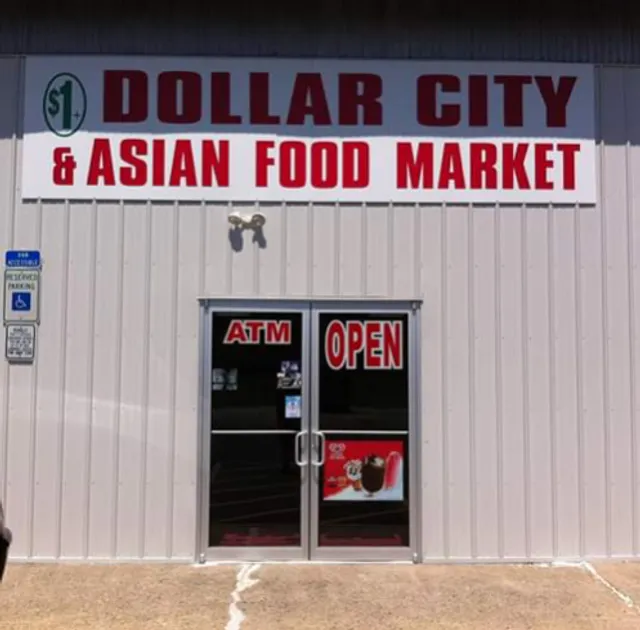 $1+ DOLLAR CITY
& ASIAN FOOD MARKET
RESERVED
PARKING
ATM
OPEN